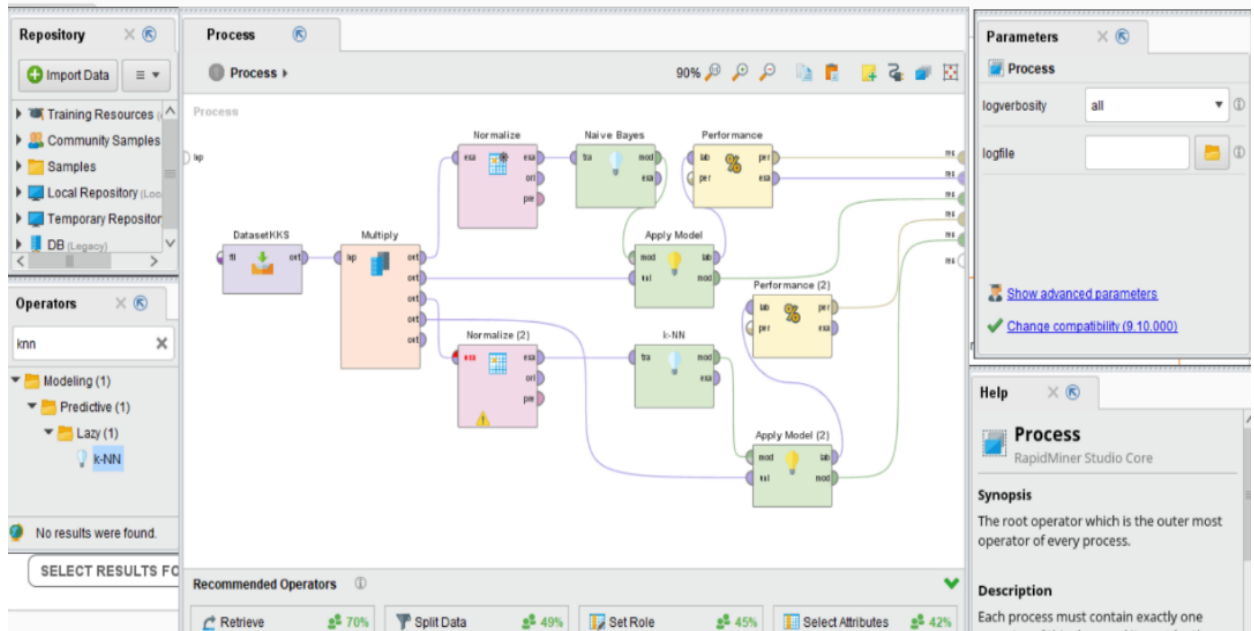 Repository
Import Data
Training Resources (
Community Samples
Samples
Local Repository (Loc
Temporary Repositor
DB (Legacy)
Operators
knn
Modeling (1)
Predictive (1)
Lazy (1)
k-NN
No results were found.
SELECT RESULTS FO
Process
Process
90%
Process
inp
Normalize
exa
exa
ori
pre
Naive Bayes
tra
mod
exa
Performance
lab
per
per
exa
res
res
res
res
res
res
DatasetKKS
fil
out
Multiply
inp
out
out
out
out
out
Apply Model
mod
lab
unl
mod
Performance (2)
lab
per
per
exa
Normalize (2)
exa
exa
ori
pre
k-NN
tra
mod
exa
Apply Model (2)
mod
lab
unl
mod
Recommended Operators
Retrieve
70%
Split Data
49%
Set Role
45%
Select Attributes
42%
Parameters
Process
logverbosity
all
logfile
Show advanced parameters
Change compatibility (9.10.000)
Help
Process
RapidMiner Studio Core
Synopsis
The root operator which is the outer most
operator of every process.
Description
Each process must contain exactly one